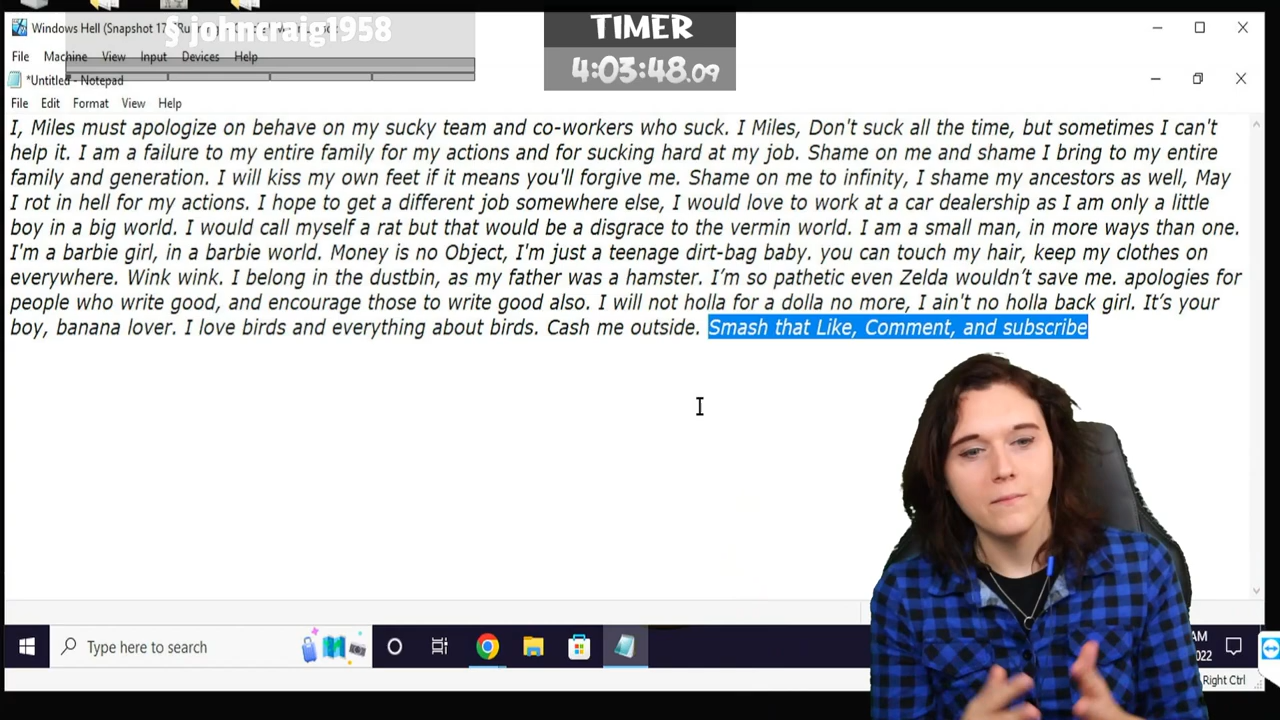 Windows Hell (Snapshot 17)
§ johncraig1958
TIMER
4:03:48.09
File Machine View Input Devices Help
*Untitled - Notepad
File Edit Format View Help
I, Miles must apologize on behave on my sucky team and co-workers who suck. I Miles, Don't suck all the time, but sometimes I can't
help it. I am a failure to my entire family for my actions and for sucking hard at my job. Shame on me and shame I bring to my entire
family and generation. I will kiss my own feet if it means you'll forgive me. Shame on me to infinity, I shame my ancestors as well, May
I rot in hell for my actions. I hope to get a different job somewhere else, I would love to work at a car dealership as I am only a little
boy in a big world. I would call myself a rat but that would be a disgrace to the vermin world. I am a small man, in more ways than one.
I'm a barbie girl, in a barbie world. Money is no Object, I'm just a teenage dirt-bag baby. you can touch my hair, keep my clothes on
everywhere. Wink wink. I belong in the dustbin, as my father was a hamster. I’m so pathetic even Zelda wouldn’t save me. apologies for
people who write good, and encourage those to write good also. I will not holla for a dolla no more, I ain't no holla back girl. It’s your
boy, banana lover. I love birds and everything about birds. Cash me outside. Smash that Like, Comment, and subscribe
Type here to search
AM
022
Right Ctrl